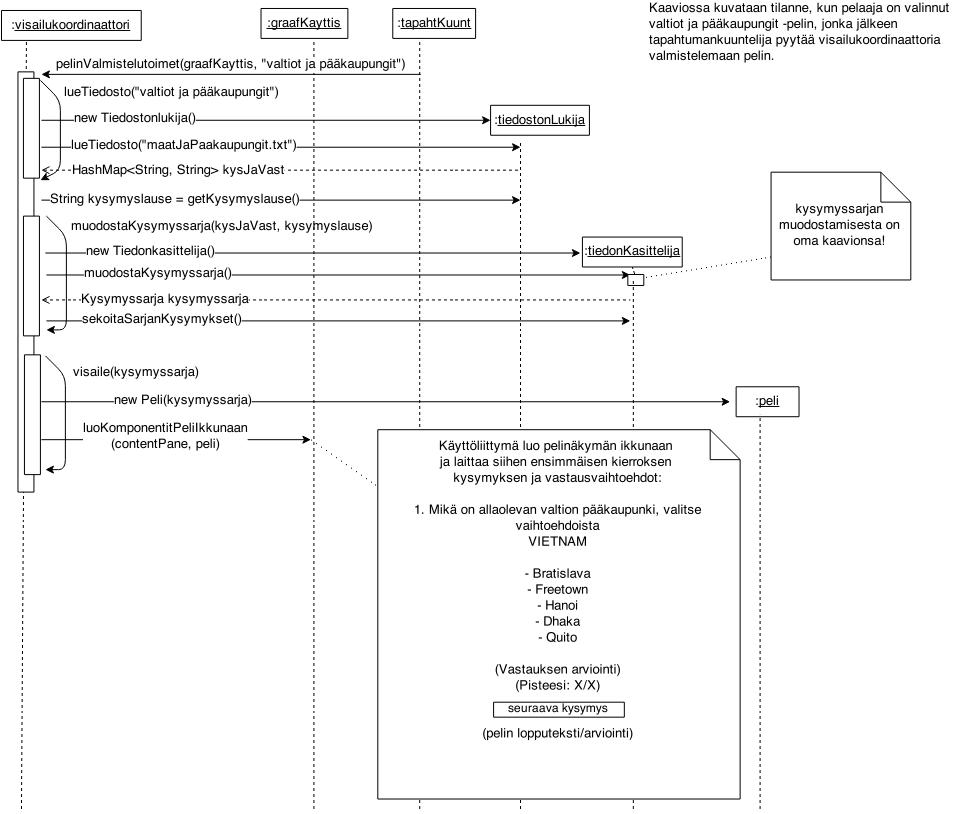 Kaaviossa kuvataan tilanne, kun pelaaja on valinnut
valtiot ja pääkaupungit -pelin, jonka jälkeen
tapahtumankuuntelija pyytää visailukoordinaattoria
valmistelemaan pelin.
:visailukoordinaattori
:graafKayttis
:tapahtKuunt
pelinValmistelutoimet(graafKayttis, "valtiot ja pääkaupungit")
lueTiedosto("valtiot ja pääkaupungit")
new Tiedostonlukija()
:tiedostonLukija
lueTiedosto("maatJaPaakaupungit.txt")
HashMap<String, String> kysJaVast
String kysymyslause = getKysymyslause()
muodostaKysymyssarja(kysJaVast, kysymyslause)
kysymyssarjan
muodostamisesta on
oma kaavionsa!
new Tiedonkasittelija()
:tiedonKasittelija
muodostaKysymyssarja()
Kysymyssarja kysymyssarja
sekoitaSarjanKysymykset()
visaile(kysymyssarja)
new Peli(kysymyssarja)
:peli
luoKomponentitPeliIkkunaan
(contentPane, peli)
Käyttöliittymä luo pelinäkymän ikkunaan
ja laittaa siihen ensimmäisen kierroksen
kysymyksen ja vastausvaihtoehdot:
1. Mikä on allaolevan valtion pääkaupunki, valitse
vaihtoehdoista
VIETNAM
- Bratislava
- Freetown
- Hanoi
- Dhaka
- Quito
(Vastauksen arviointi)
(Pisteesi: X/X)
seuraava kysymys
(pelin lopputeksti/arviointi)